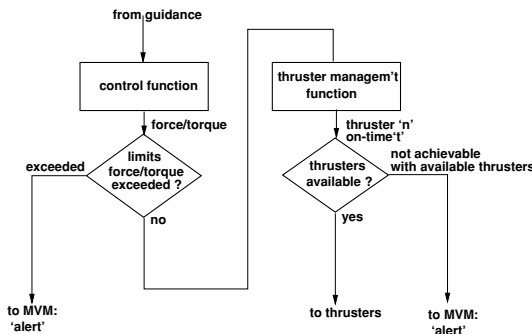 from guidance
control function
force/torque
limits
force/torque
exceeded ?
exceeded
no
to MVM:
‘alert’
thruster managem’t
function
thruster ‘n’
on-time‘t’
thrusters
available ?
not achievable
with available thrusters
yes
to thrusters
to MVM:
‘alert’